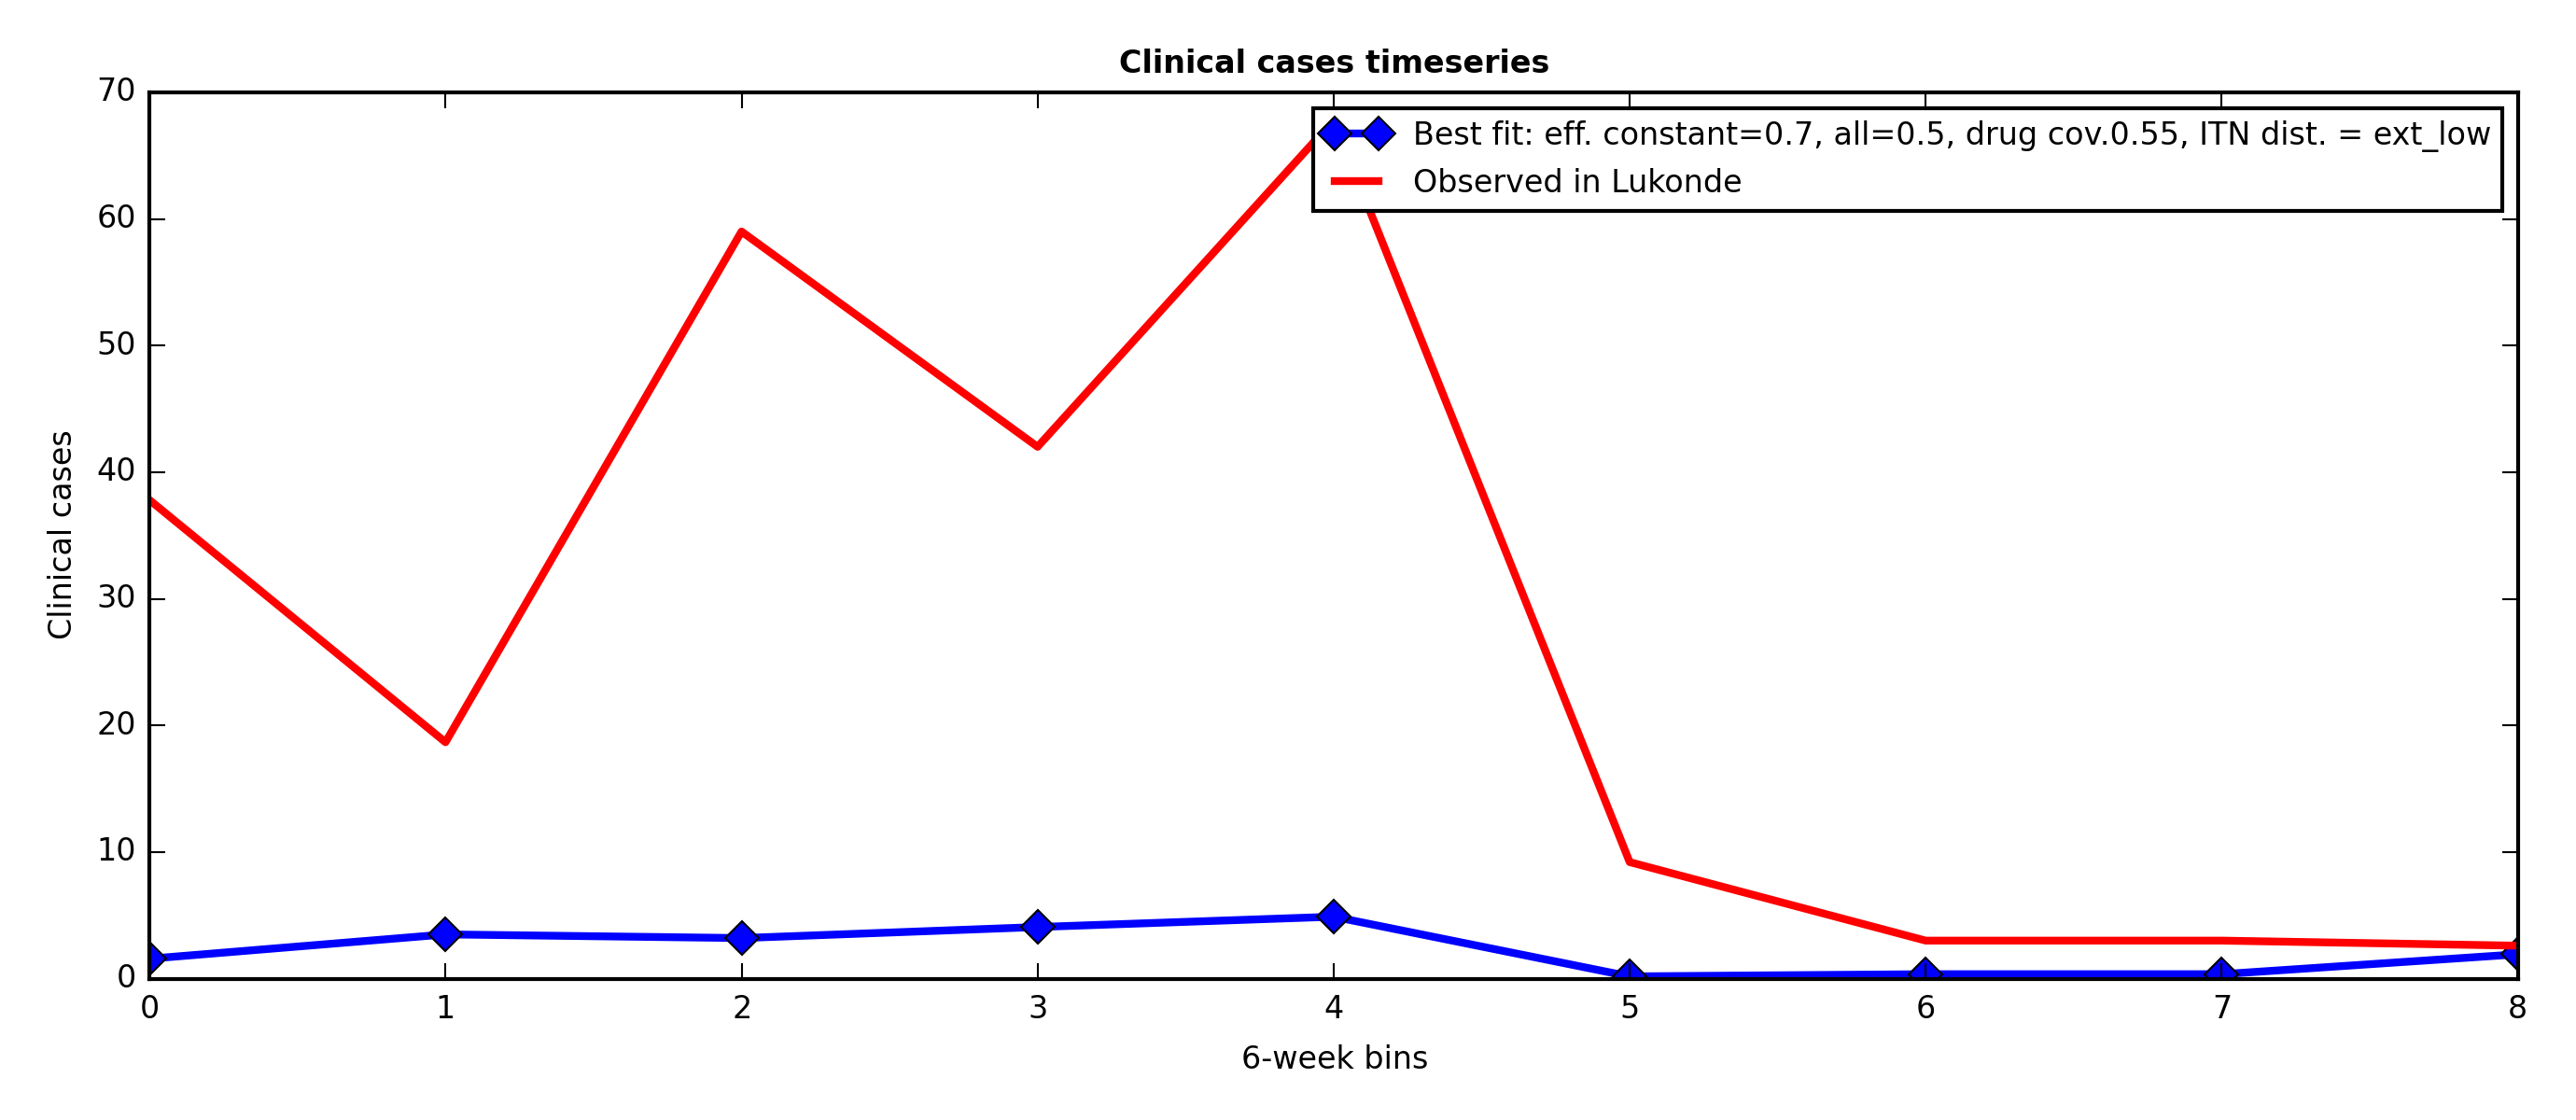 Clinical cases timeseries
70
60
50
40
30
20
10
0
Clinical cases
Best fit: eff. constant=0.7, all=0.5, drug cov.0.55, ITN dist. = ext_low
Observed in Lukonde
0 1 2 3 4 5 6 7 8
6-week bins